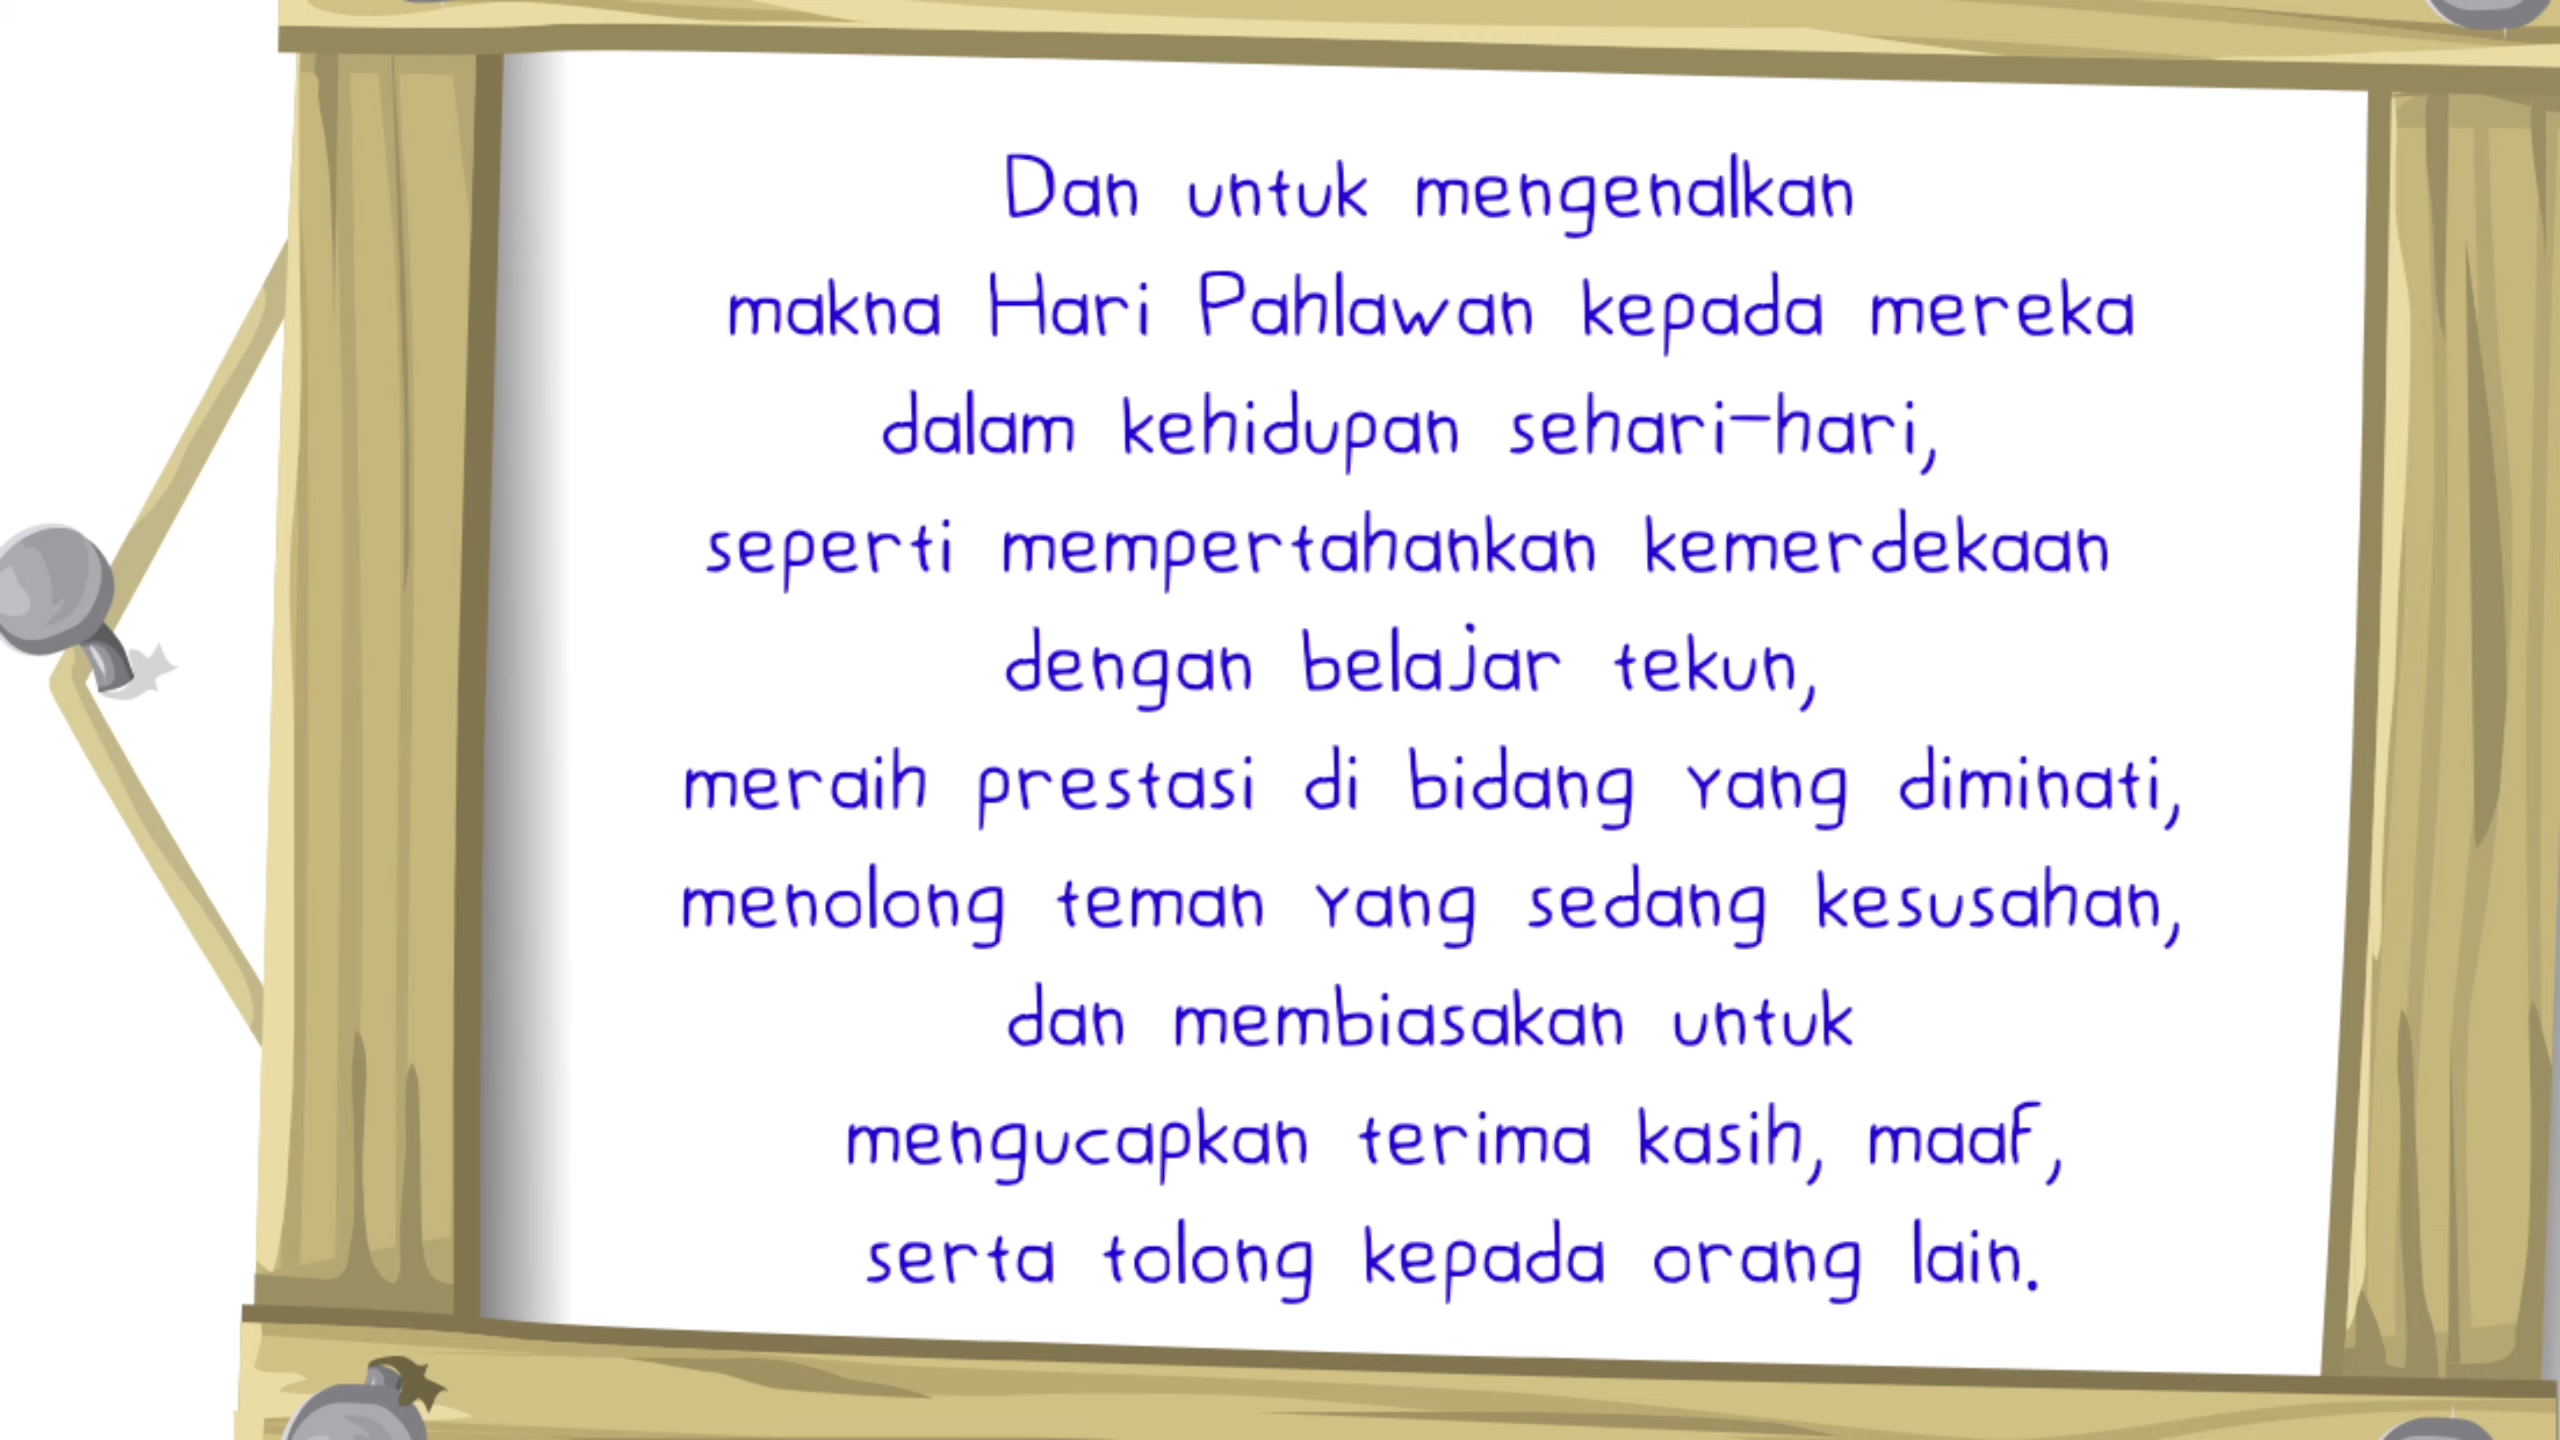 Dan untuk mengenalkan
makna Hari Pahlawan kepada mereka
dalam kehidupan sehari-hari,
seperti mempertahankan kemerdekaan
dengan belajar tekun,
meraih prestasi di bidang yang diminati,
menolong teman yang sedang kesusahan,
dan membiasakan untuk
mengucapkan terima kasih, maaf,
serta tolong kepada orang lain.